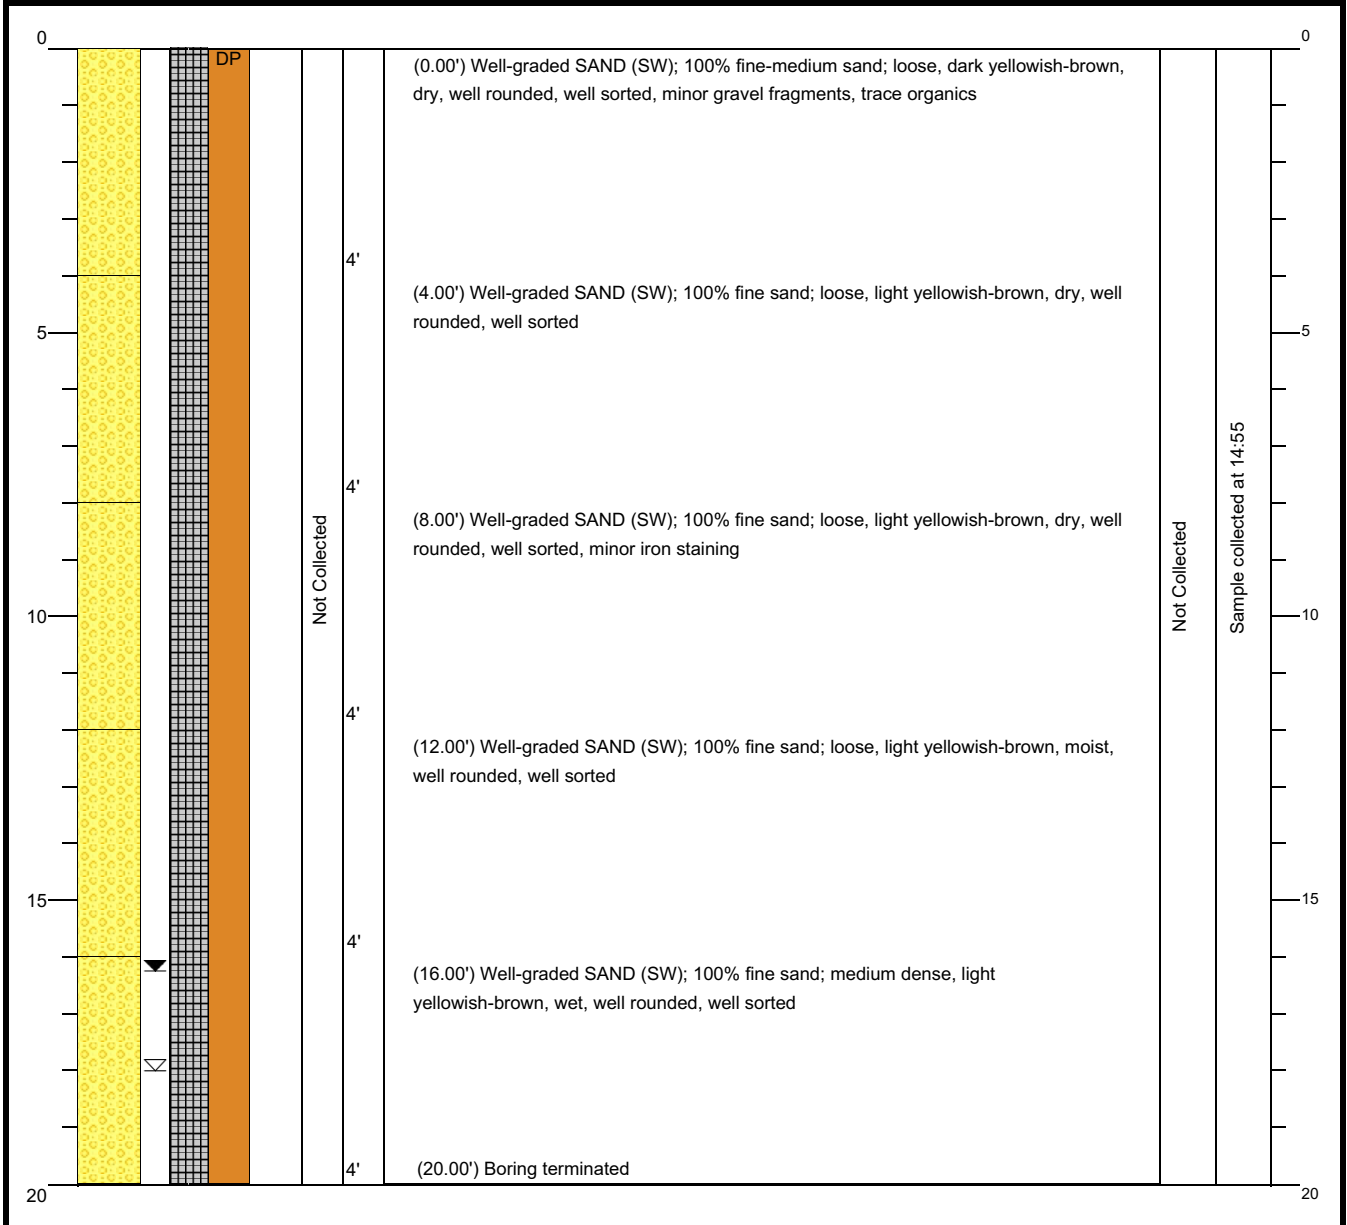 0
0
DP
(0.00') Well-graded SAND (SW); 100% fine-medium sand; loose, dark yellowish-brown,
dry, well rounded, well sorted, minor gravel fragments, trace organics
4'
(4.00') Well-graded SAND (SW); 100% fine sand; loose, light yellowish-brown, dry, well
rounded, well sorted
5
5
4'
(8.00') Well-graded SAND (SW); 100% fine sand; loose, light yellowish-brown, dry, well
rounded, well sorted, minor iron staining
Not Collected
Not Collected
Sample collected at 14:55
10
10
4'
(12.00') Well-graded SAND (SW); 100% fine sand; loose, light yellowish-brown, moist,
well rounded, well sorted
15
15
4'
(16.00') Well-graded SAND (SW); 100% fine sand; medium dense, light
yellowish-brown, wet, well rounded, well sorted
4'
(20.00') Boring terminated
20
20